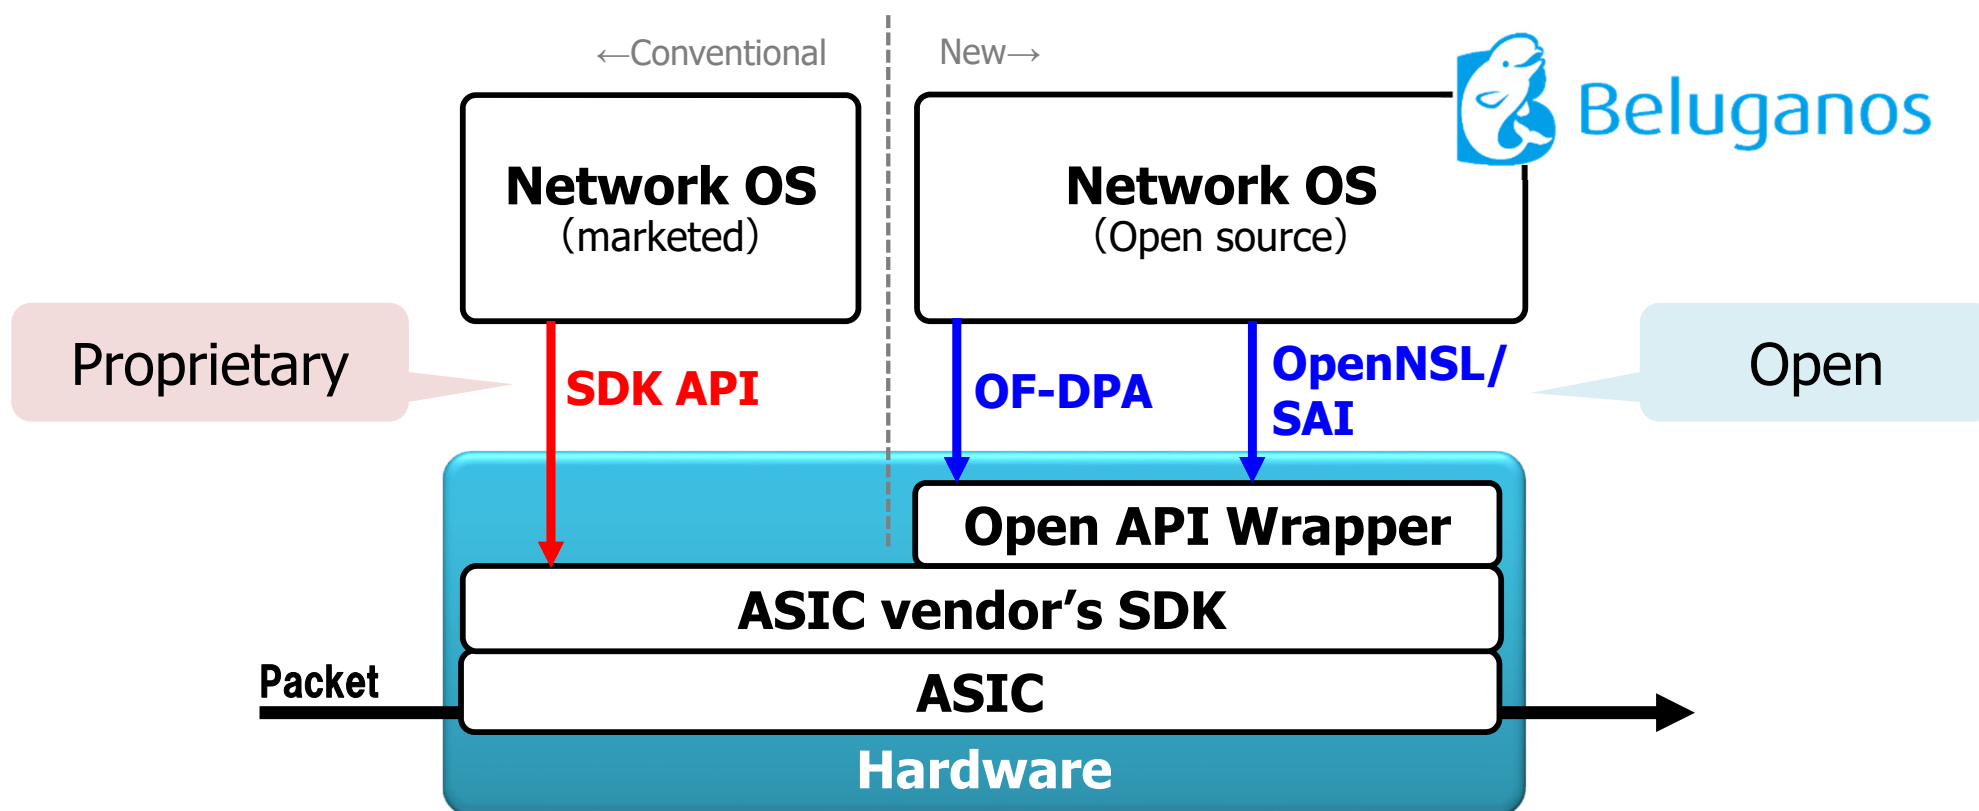 ←Conventional
New→
Beluganos
Network OS
（marketed）
Network OS
（Open source）
Proprietary
SDK API
OF-DPA
OpenNSL/
SAI
Open
Open API Wrapper
ASIC vendor’s SDK
Packet
ASIC
Hardware